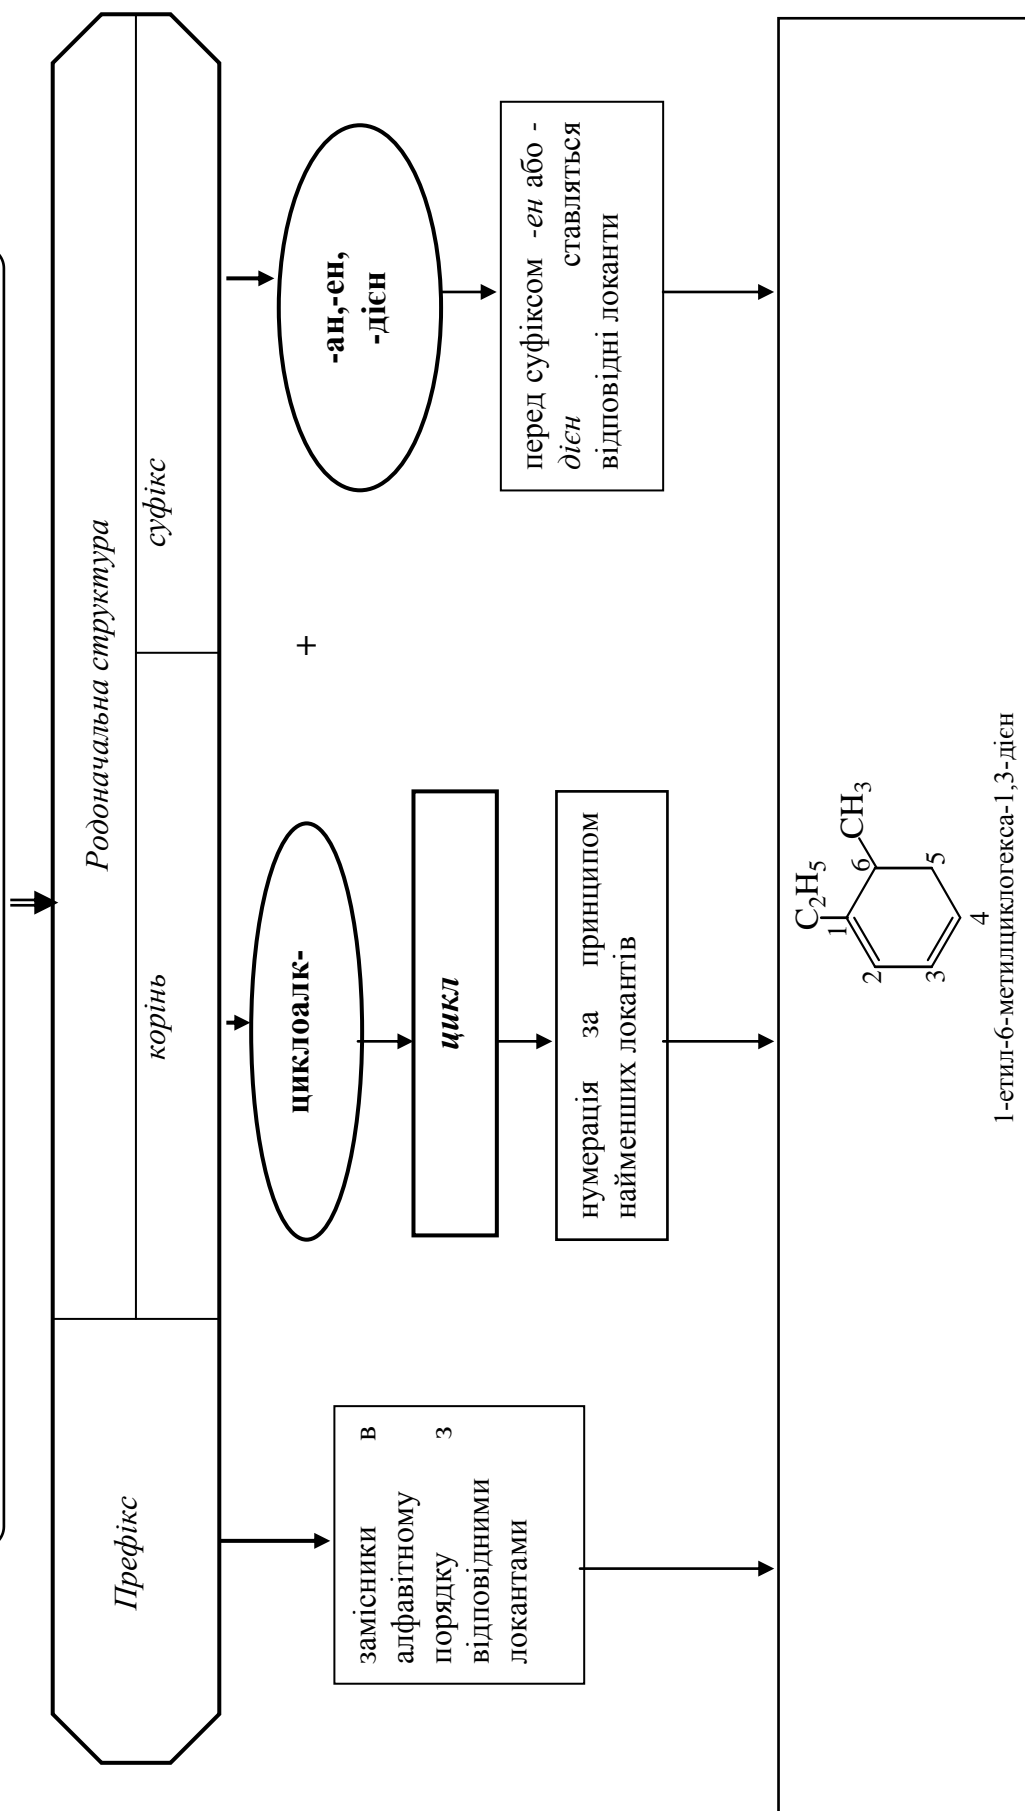 Префікс
Родоначальна структура
корінь
суфікс
замісники в
алфавітному
порядку з
відповідними
локантами
циклоалк-
цикл
нумерація за принципом
найменших локантів
+
-ан,-ен,
-дієн
перед суфіксом -ен або -
дієн ставляться
відповідні локанти
C2H5
CH3
1
6
2
5
3
4
1-етил-6-метилциклогекса-1,3-дієн